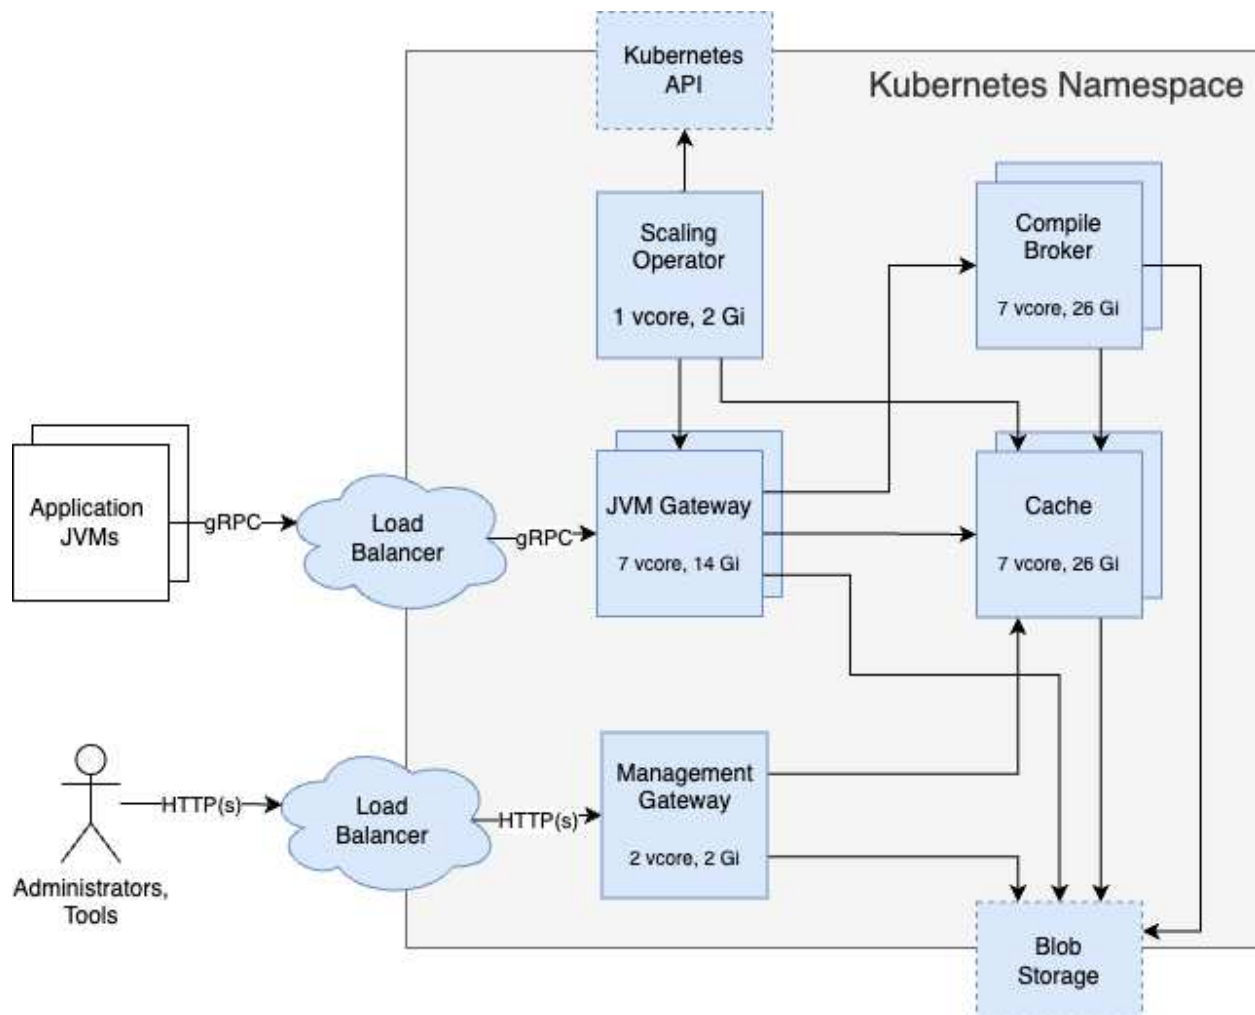 Kubernetes
API
Kubernetes Namespace
Scaling
Operator
1 vcore, 2 Gi
Compile
Broker
7 vcore, 26 Gi
Application
JVMs
gRPC
Load
Balancer
gRPC
JVM Gateway
7 vcore, 14 Gi
Cache
7 vcore, 26 Gi
Administrators,
Tools
HTTP(s)
Load
Balancer
HTTP(s)
Management
Gateway
2 vcore, 2 Gi
Blob
Storage